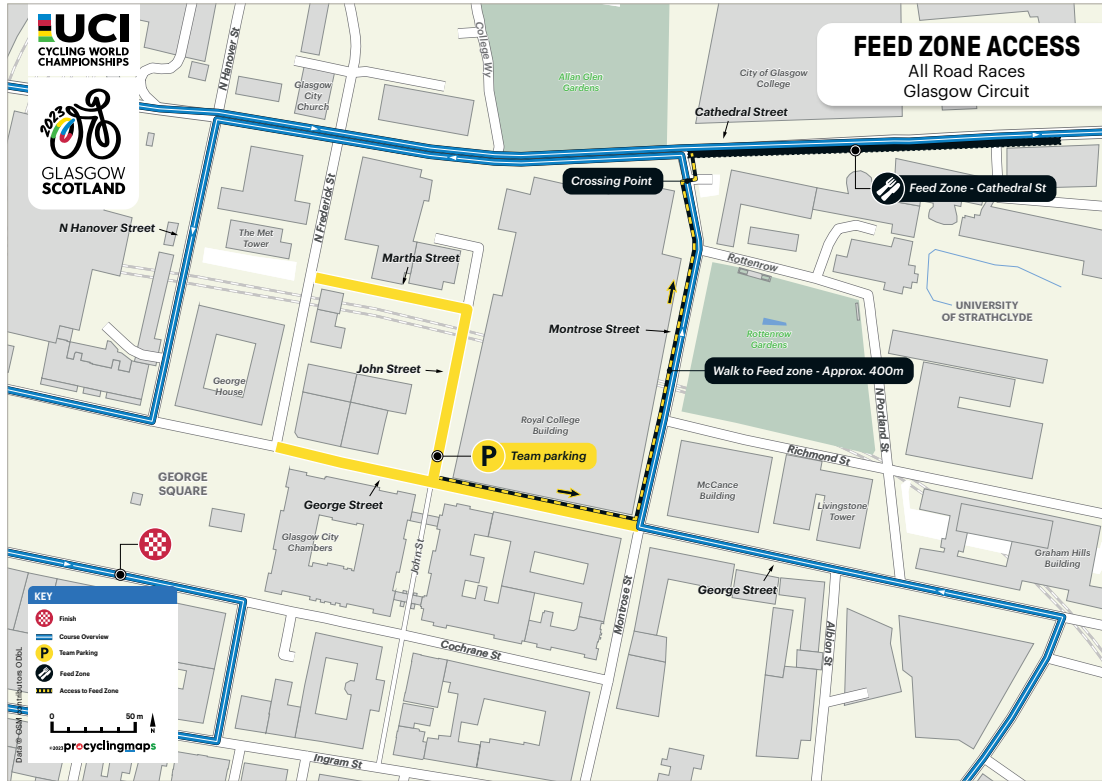 UCI
CYCLING WORLD
CHAMPIONSHIPS
2023
GLASGOW
SCOTLAND
FEED ZONE ACCESS
All Road Races
Glasgow Circuit
N Hanover St
College Wy
Allan Glen
Gardens
City of Glasgow
College
Glasgow
City
Church
Cathedral Street
Crossing Point
Feed Zone - Cathedral St
N Frederick St
N Hanover Street
The Met
Tower
Martha Street
Rottenrow
UNIVERSITY
OF STRATHCLYDE
Montrose Street
Rottenrow
Gardens
John Street
Walk to Feed zone - Approx. 400m
George
House
N Portland St
Royal College
Building
P
Team parking
Richmond St
GEORGE
SQUARE
McCance
Building
George Street
Livingstone
Tower
Glasgow City
Chambers
John St
Graham Hills
Building
George Street
Montrose St
Albion St
Cochrane St
Ingram St
KEY
Finish
Course Overview
P
Team Parking
Feed Zone
Access to Feed Zone
0
50 m
N
©2023 procyclingmaps
Data © OSM contributors ODbL